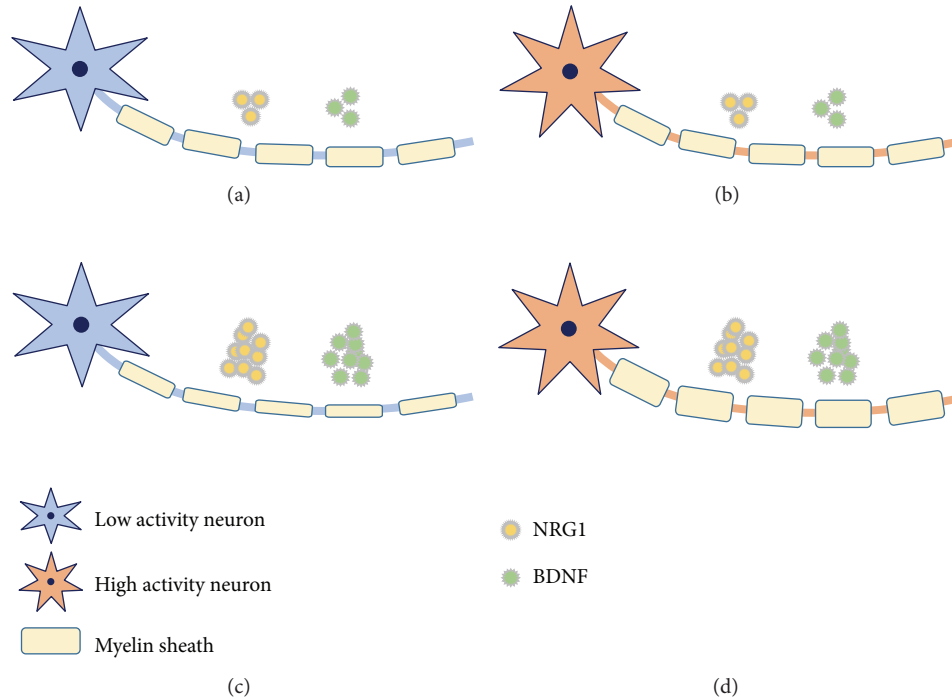 (a)
(b)
Low activity neuron
High activity neuron
Myelin sheath
NRG1
BDNF
(c)
(d)